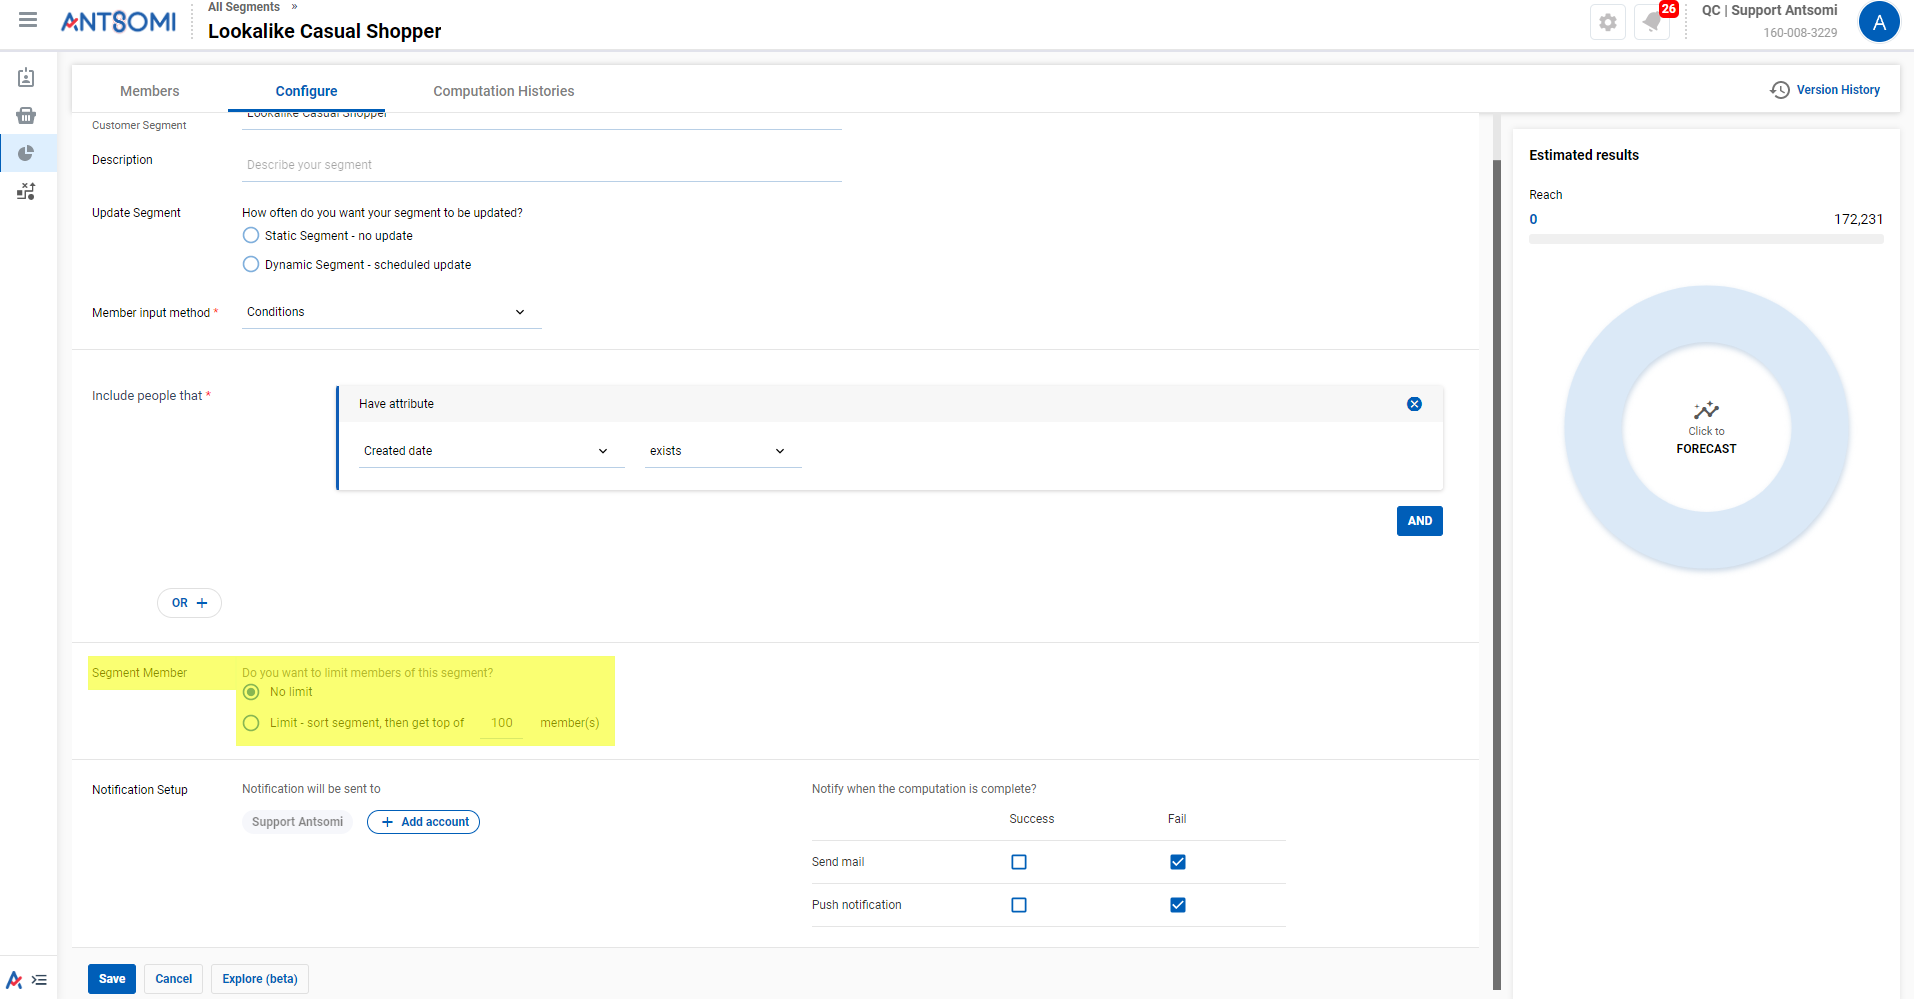 ANTSOMI
All Segments »
Lookalike Casual Shopper
26
QC | Support Antsomi
160-008-3229
A
Members
Configure
Computation Histories
Version History
Customer Segment
Lookalike Casual Shopper
Description
Describe your segment
Update Segment
How often do you want your segment to be updated?
Static Segment - no update
Dynamic Segment - scheduled update
Member input method *
Conditions
Include people that *
Have attribute
Created date
exists
AND
OR +
Segment Member
Do you want to limit members of this segment?
No limit
Limit - sort segment, then get top of 100 member(s)
Notification Setup
Notification will be sent to
Support Antsomi
+ Add account
Notify when the computation is complete?
Success Fail
Send mail
Push notification
Save
Cancel
Explore (beta)
Estimated results
Reach
0 172,231
Click to
FORECAST